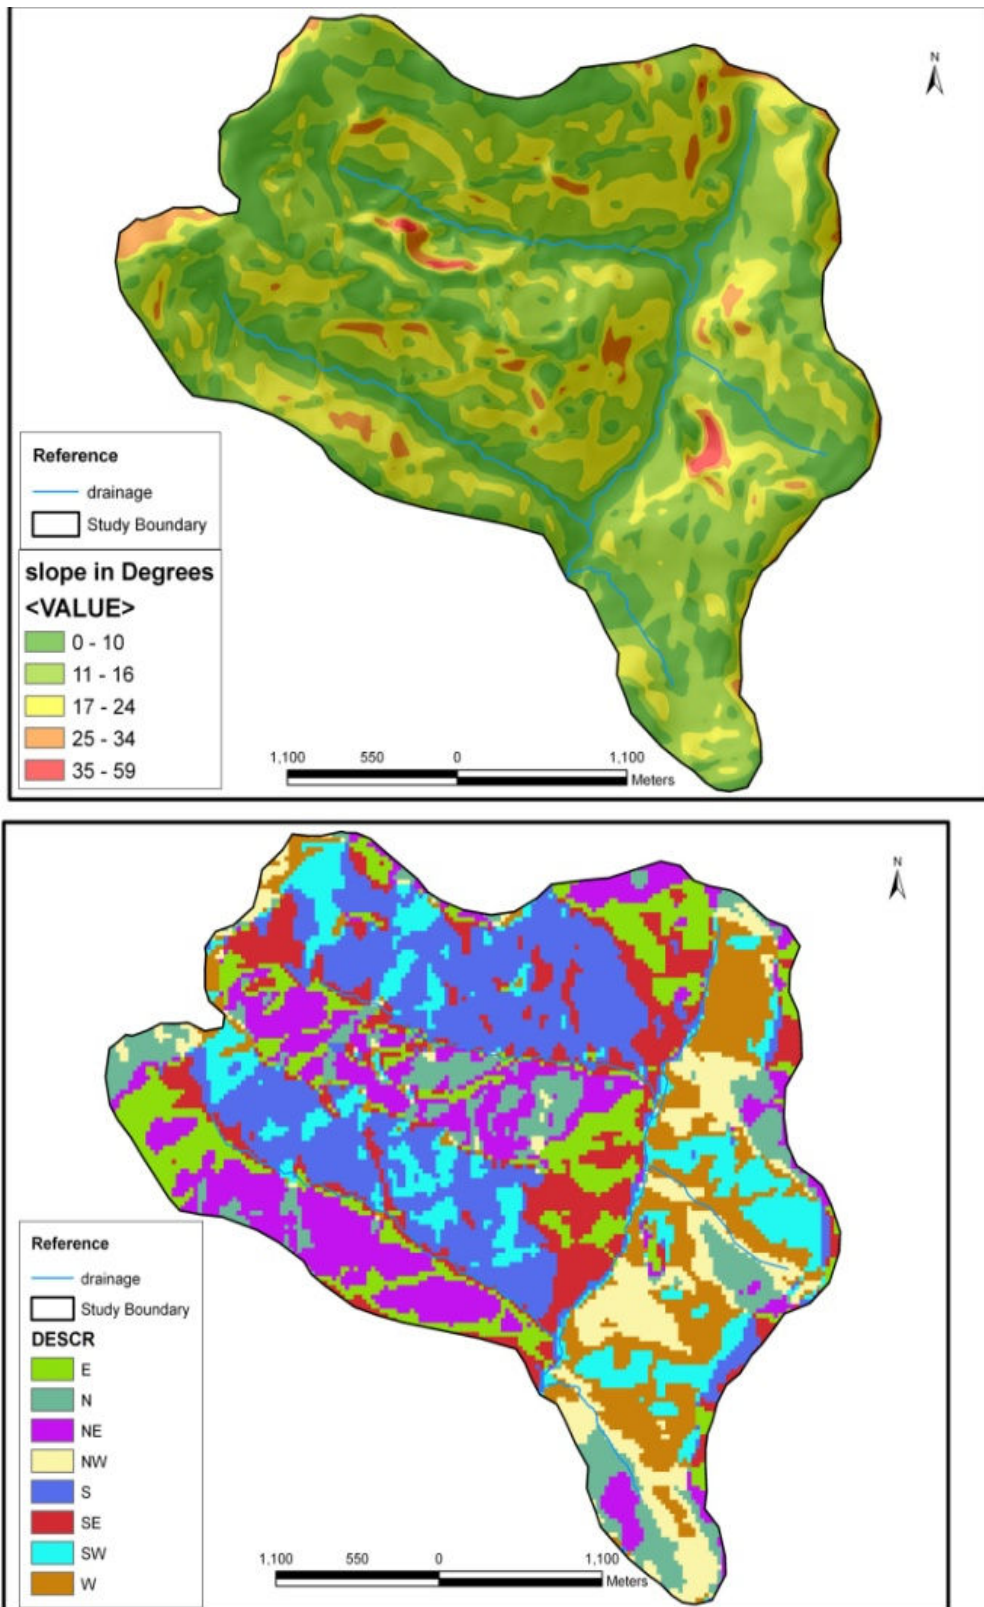 N
Reference
drainage
Study Boundary
slope in Degrees
<VALUE>
0 - 10
11 - 16
17 - 24
25 - 34
35 - 59
1,100 550 0 1,100
Meters
N
Reference
drainage
Study Boundary
DESCR
E
N
NE
NW
S
SE
SW
W
1,100 550 0 1,100
Meters